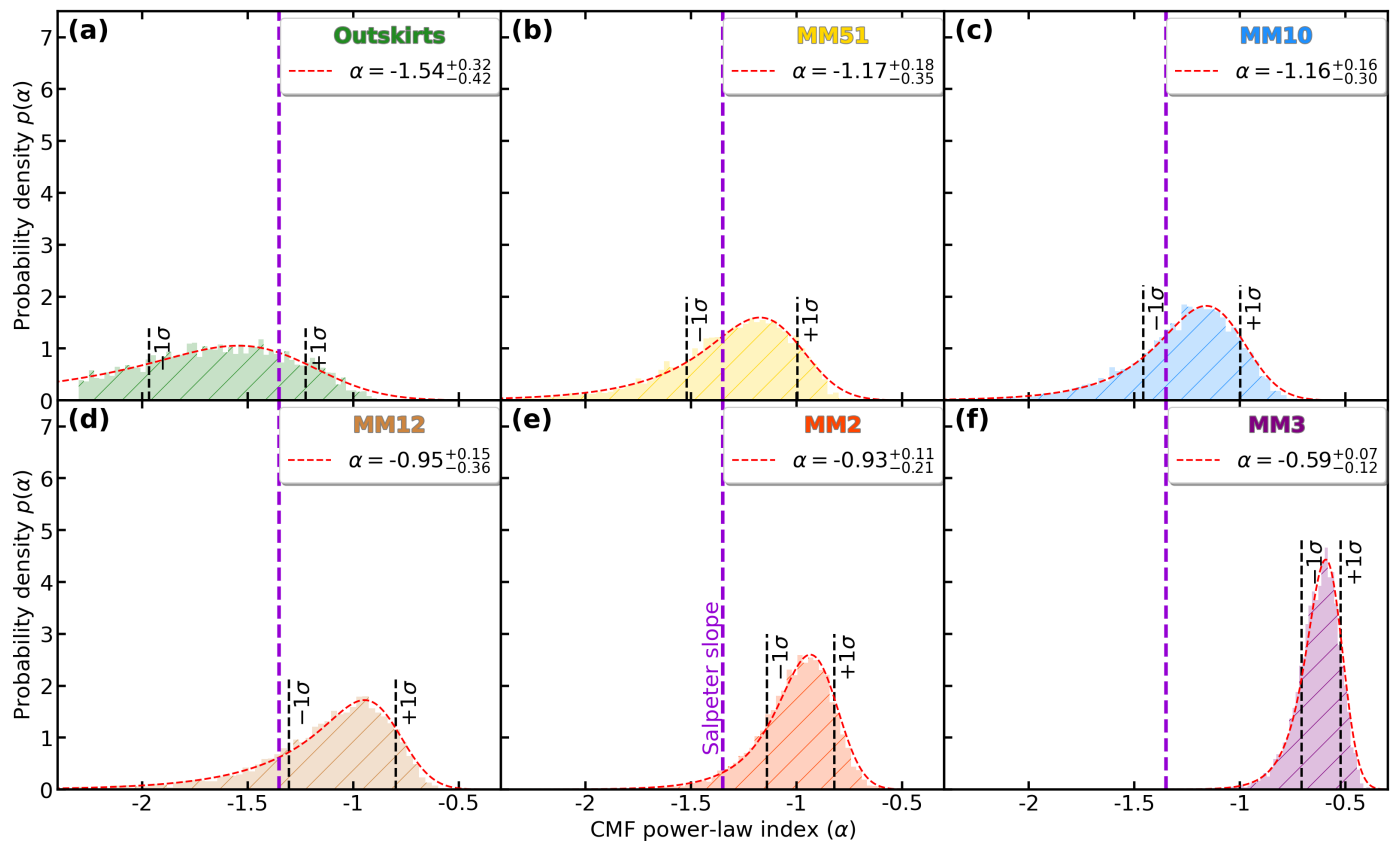 (a)
Outskirts
α = -1.54 +0.32 −0.42
(b)
MM51
α = -1.17 +0.18 −0.35
(c)
MM10
α = -1.16 +0.16 −0.30
Probability density p(α)
7
6
5
4
3
2
1
0
−1σ
+1σ
−1σ
+1σ
−1σ
+1σ
(d)
MM12
α = -0.95 +0.15 −0.36
(e)
MM2
α = -0.93 +0.11 −0.21
(f)
MM3
α = -0.59 +0.07 −0.12
Probability density p(α)
7
6
5
4
3
2
1
0
−1σ
+1σ
Salpeter slope
−1σ
+1σ
−1σ
+1σ
-2 -1.5 -1 -0.5 -2 -1.5 -1 -0.5 -2 -1.5 -1 -0.5
CMF power-law index (α)